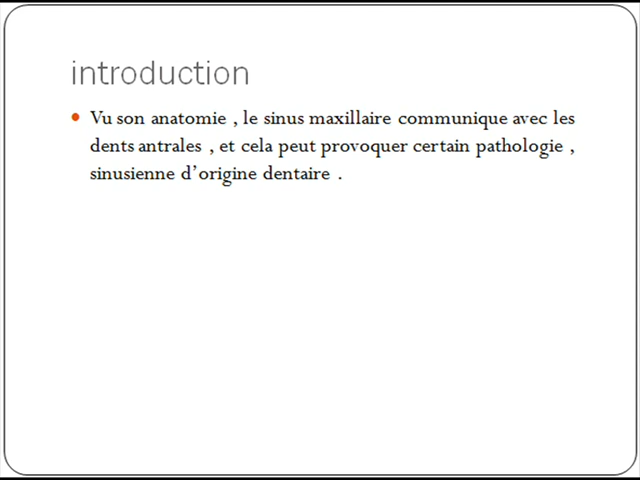 introduction
Vu son anatomie , le sinus maxillaire communique avec les
dents antrales , et cela peut provoquer certain pathologie ,
sinusienne d’origine dentaire .